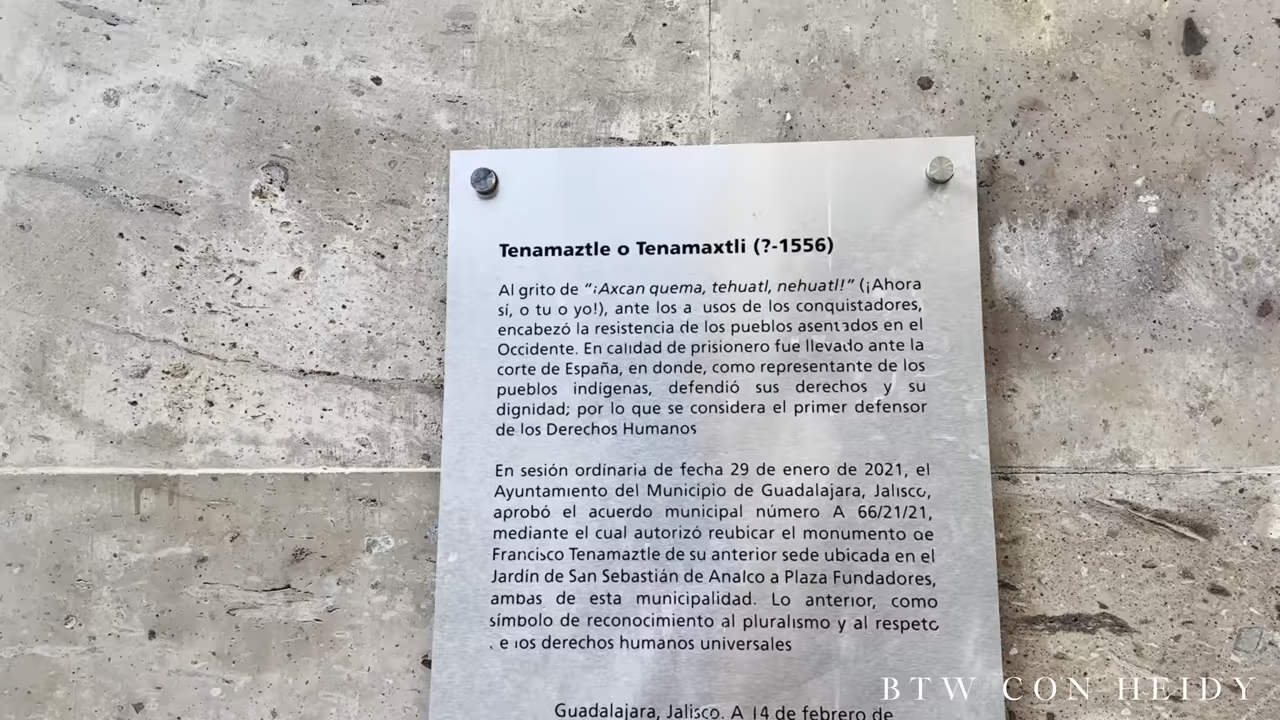 Tenamaztle o Tenamaxtli (?-1556)
Al grito de “¡Axcan quema, tehuatl, nehuatl!” (¡Ahora
sí, o tu o yo!), ante los a usos de los conquistadores,
encabezó la resistencia de los pueblos asentados en el
Occidente. En calidad de prisionero fue llevado ante la
corte de España, en donde, como representante de los
pueblos indígenas, defendió sus derechos y su
dignidad; por lo que se considera el primer defensor
de los Derechos Humanos
En sesión ordinaria de fecha 29 de enero de 2021, el
Ayuntamiento del Municipio de Guadalajara, Jalisco,
aprobó el acuerdo municipal número A 66/21/21,
mediante el cual autorizó reubicar el monumento de
Francisco Tenamaztle de su anterior sede ubicada en el
Jardín de San Sebastián de Analco a Plaza Fundadores,
ambas de esta municipalidad. Lo anterior, como
símbolo de reconocimiento al pluralismo y al respeto
e los derechos humanos universales
Guadalajara, Jalisco. A 14 de febrero de
BTW CON HEIDY